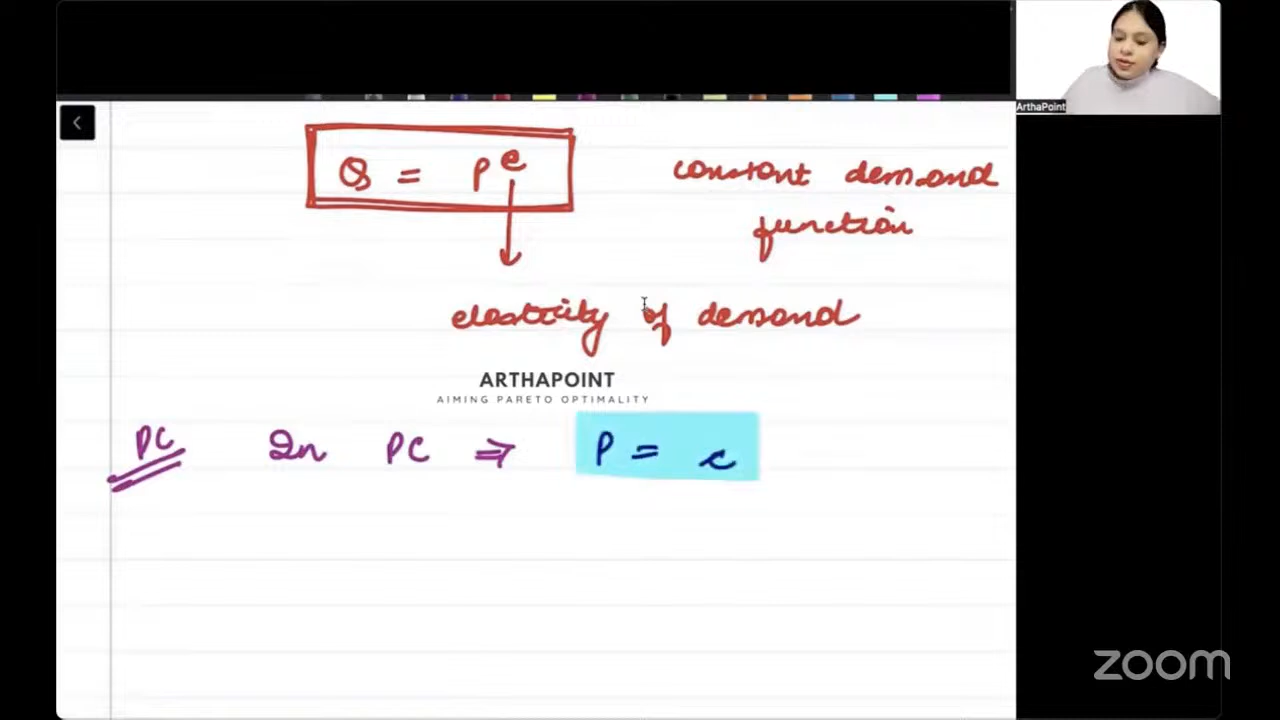 ArthaPoint
Q = P^e constant demand
function
elasticity of demand
ARTHAPOINT
AIMING PARETO OPTIMALITY
PC In PC ⇒ P = c
zoom